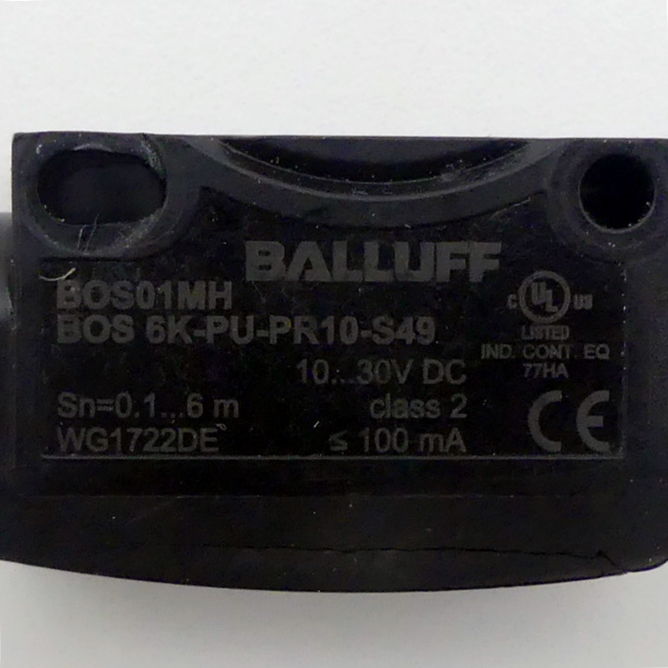 BALLUFF
BOS01MH
BOS 6K-PU-PR10-S49
10...30V DC
Sn=0.1...6 m class 2
WG1722DE ≤ 100 mA
C UL US
LISTED
IND. CONT. EQ
77HA
CE